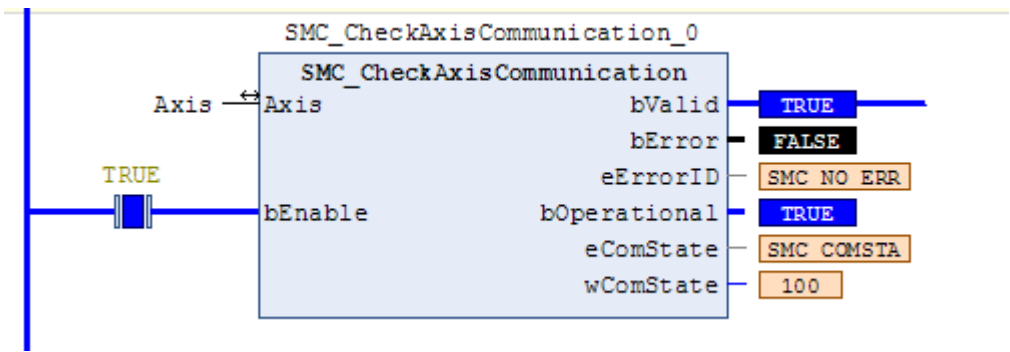 SMC_CheckAxisCommunication_0
SMC_CheckAxisCommunication
Axis Axis bValid TRUE
bError FALSE
TRUE eErrorID SMC NO ERR
bEnable bOperational TRUE
eComState SMC COMSTA
wComState 100